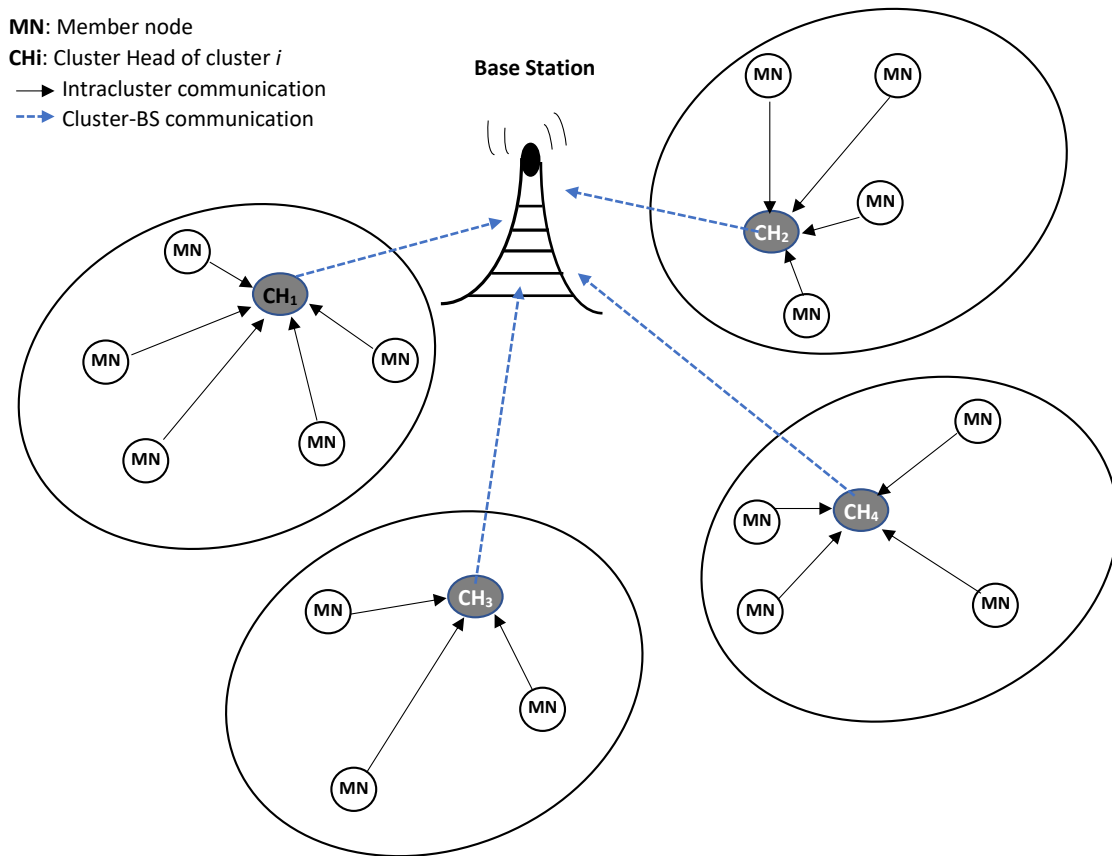 MN: Member node
CHi: Cluster Head of cluster i
Intracluster communication
Cluster-BS communication
Base Station
MN
MN
MN
CH₂
MN
MN
CH₁
MN
MN
MN
MN
MN
MN
CH₄
MN
MN
MN
CH₃
MN
MN
MN